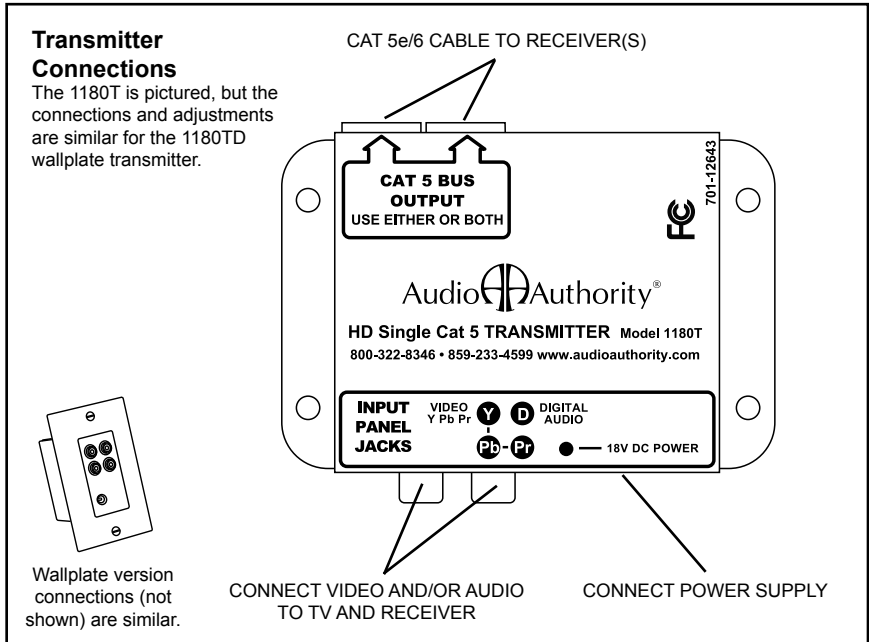 Transmitter
Connections
The 1180T is pictured, but the
connections and adjustments
are similar for the 1180TD
wallplate transmitter.
CAT 5e/6 CABLE TO RECEIVER(S)
CAT 5 BUS
OUTPUT
USE EITHER OR BOTH
701-12643
FC
Audio Authority®
HD Single Cat 5 TRANSMITTER Model 1180T
800-322-8346 • 859-233-4599 www.audioauthority.com
INPUT
PANEL
JACKS
VIDEO
Y Pb Pr
Y
D
DIGITAL
AUDIO
Pb-Pr
18V DC POWER
Wallplate version
connections (not
shown) are similar.
CONNECT VIDEO AND/OR AUDIO
TO TV AND RECEIVER
CONNECT POWER SUPPLY